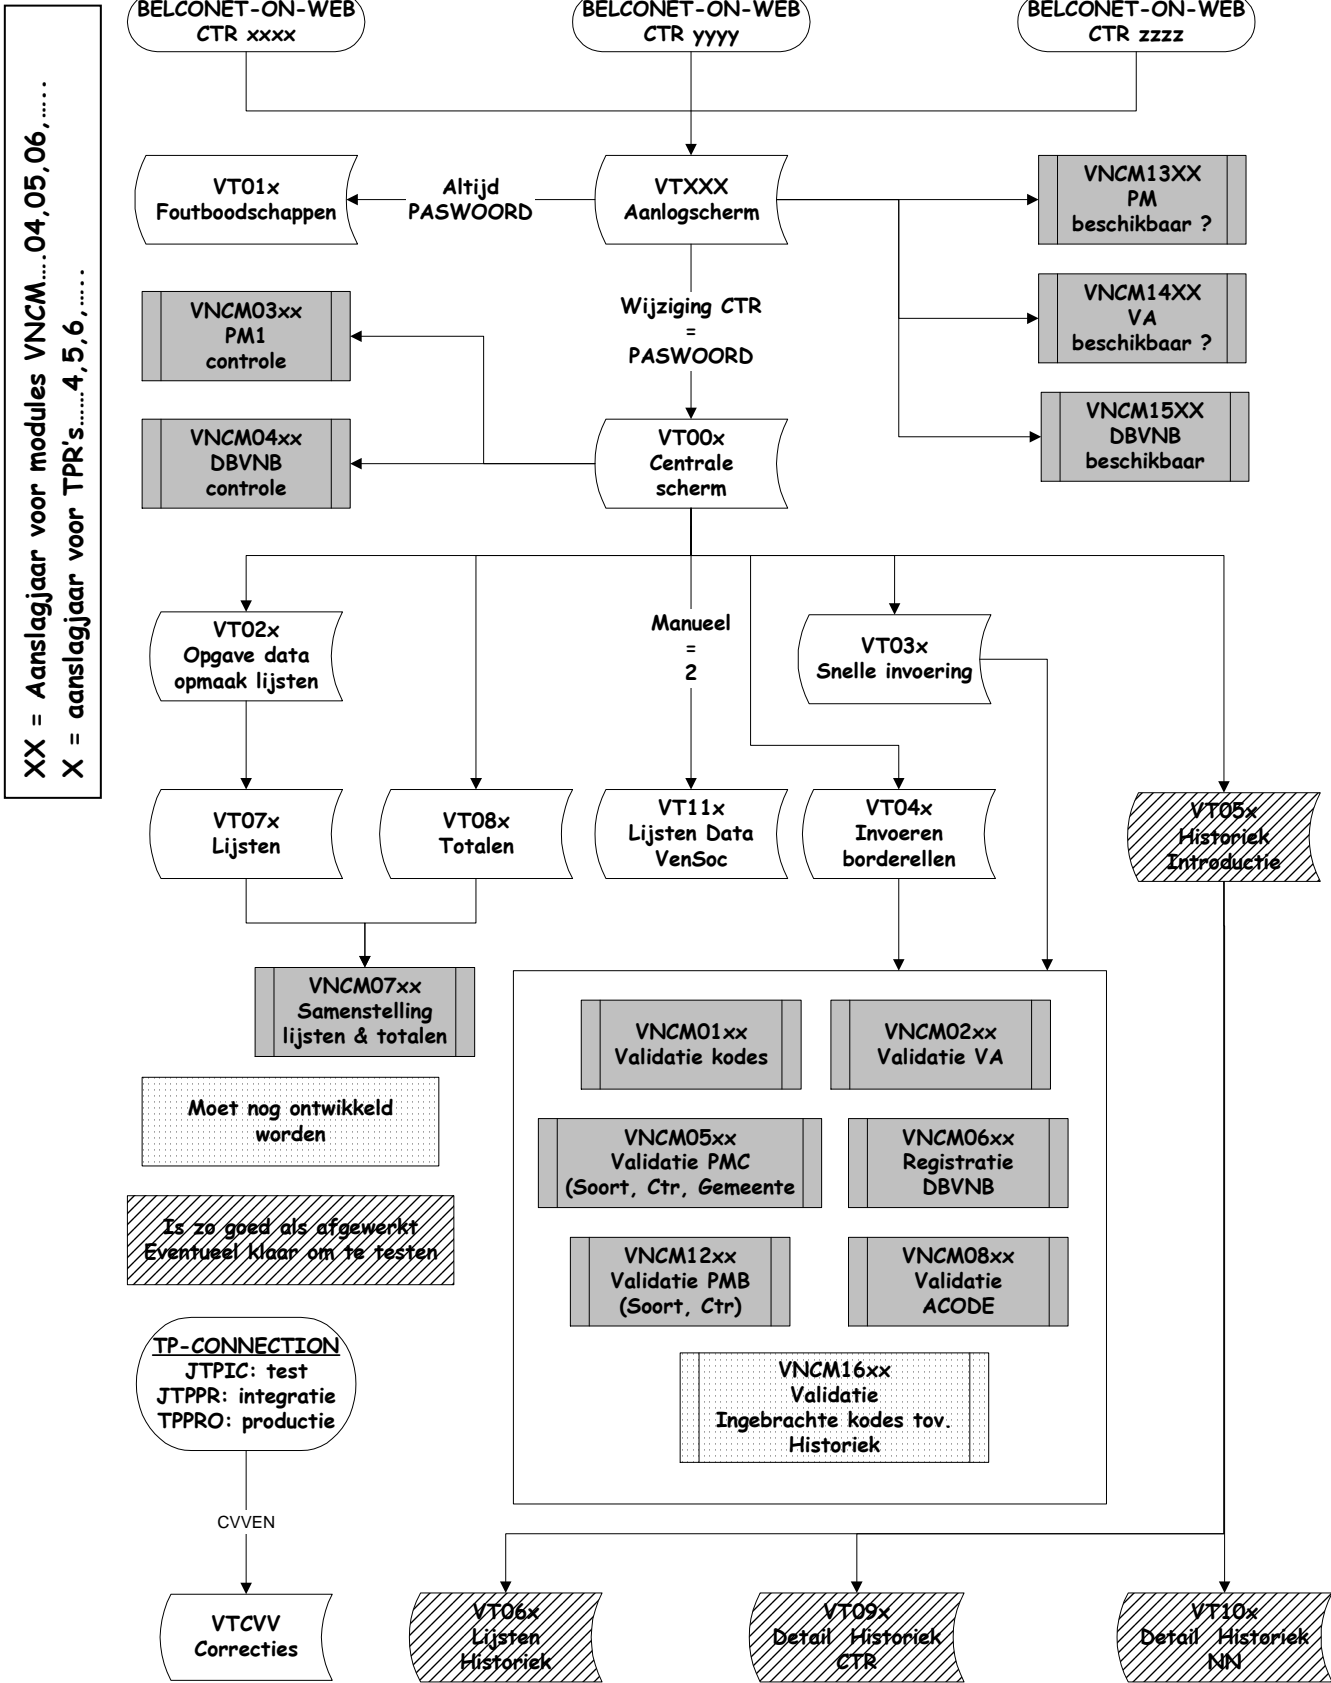 BELCONET-ON-WEB
CTR xxxx
BELCONET-ON-WEB
CTR yyyy
BELCONET-ON-WEB
CTR zzzz
XX = Aanslagjaar voor modules VNCM….04,05,06,…..
X = aanslagjaar voor TPR's……4,5,6,…..
VT01x
Foutboodschappen
Altijd
PASWOORD
VTXXX
Aanlogscherm
VNCM13XX
PM
beschikbaar ?
VNCM03xx
PM1
controle
Wijziging CTR
=
PASWOORD
VNCM14XX
VA
beschikbaar ?
VNCM04xx
DBVNB
controle
VT00x
Centrale
scherm
VNCM15XX
DBVNB
beschikbaar
VT02x
Opgave data
opmaak lijsten
Manueel
=
2
VT03x
Snelle invoering
VT07x
Lijsten
VT08x
Totalen
VT11x
Lijsten Data
VenSoc
VT04x
Invoeren
borderellen
VT05x
Historiek
Introductie
VNCM07xx
Samenstelling
lijsten & totalen
VNCM01xx
Validatie kodes
VNCM02xx
Validatie VA
Moet nog ontwikkeld
worden
VNCM05xx
Validatie PMC
(Soort, Ctr, Gemeente
VNCM06xx
Registratie
DBVNB
Is zo goed als afgewerkt
Eventueel klaar om te testen
VNCM12xx
Validatie PMB
(Soort, Ctr)
VNCM08xx
Validatie
ACODE
TP-CONNECTION
JTPIC: test
JTPPR: integratie
TPPRO: productie
VNCM16xx
Validatie
Ingebrachte kodes tov.
Historiek
CVVEN
VTCVV
Correcties
VT06x
Lijsten
Historiek
VT09x
Detail Historiek
CTR
VT10x
Detail Historiek
NN